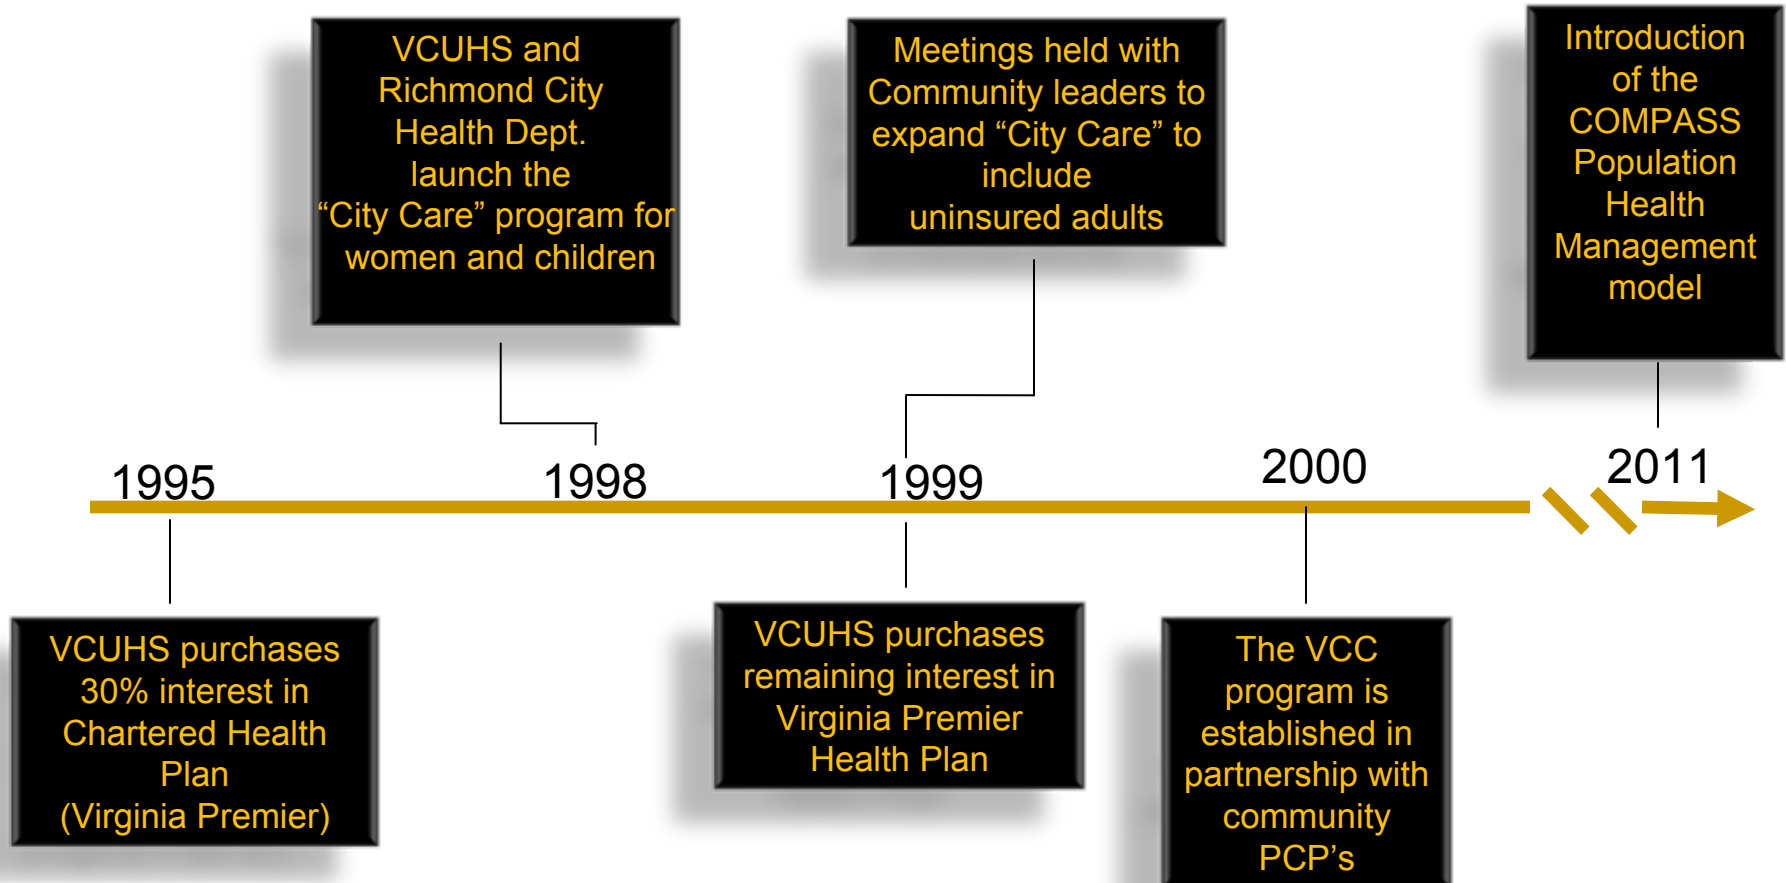 VCUHS and
Richmond City
Health Dept.
launch the
“City Care” program for
women and children
Meetings held with
Community leaders to
expand “City Care” to
include
uninsured adults
Introduction
of the
COMPASS
Population
Health
Management
model
1995
1998
1999
2000
2011
VCUHS purchases
30% interest in
Chartered Health
Plan
(Virginia Premier)
VCUHS purchases
remaining interest in
Virginia Premier
Health Plan
The VCC
program is
established in
partnership with
community
PCP’s